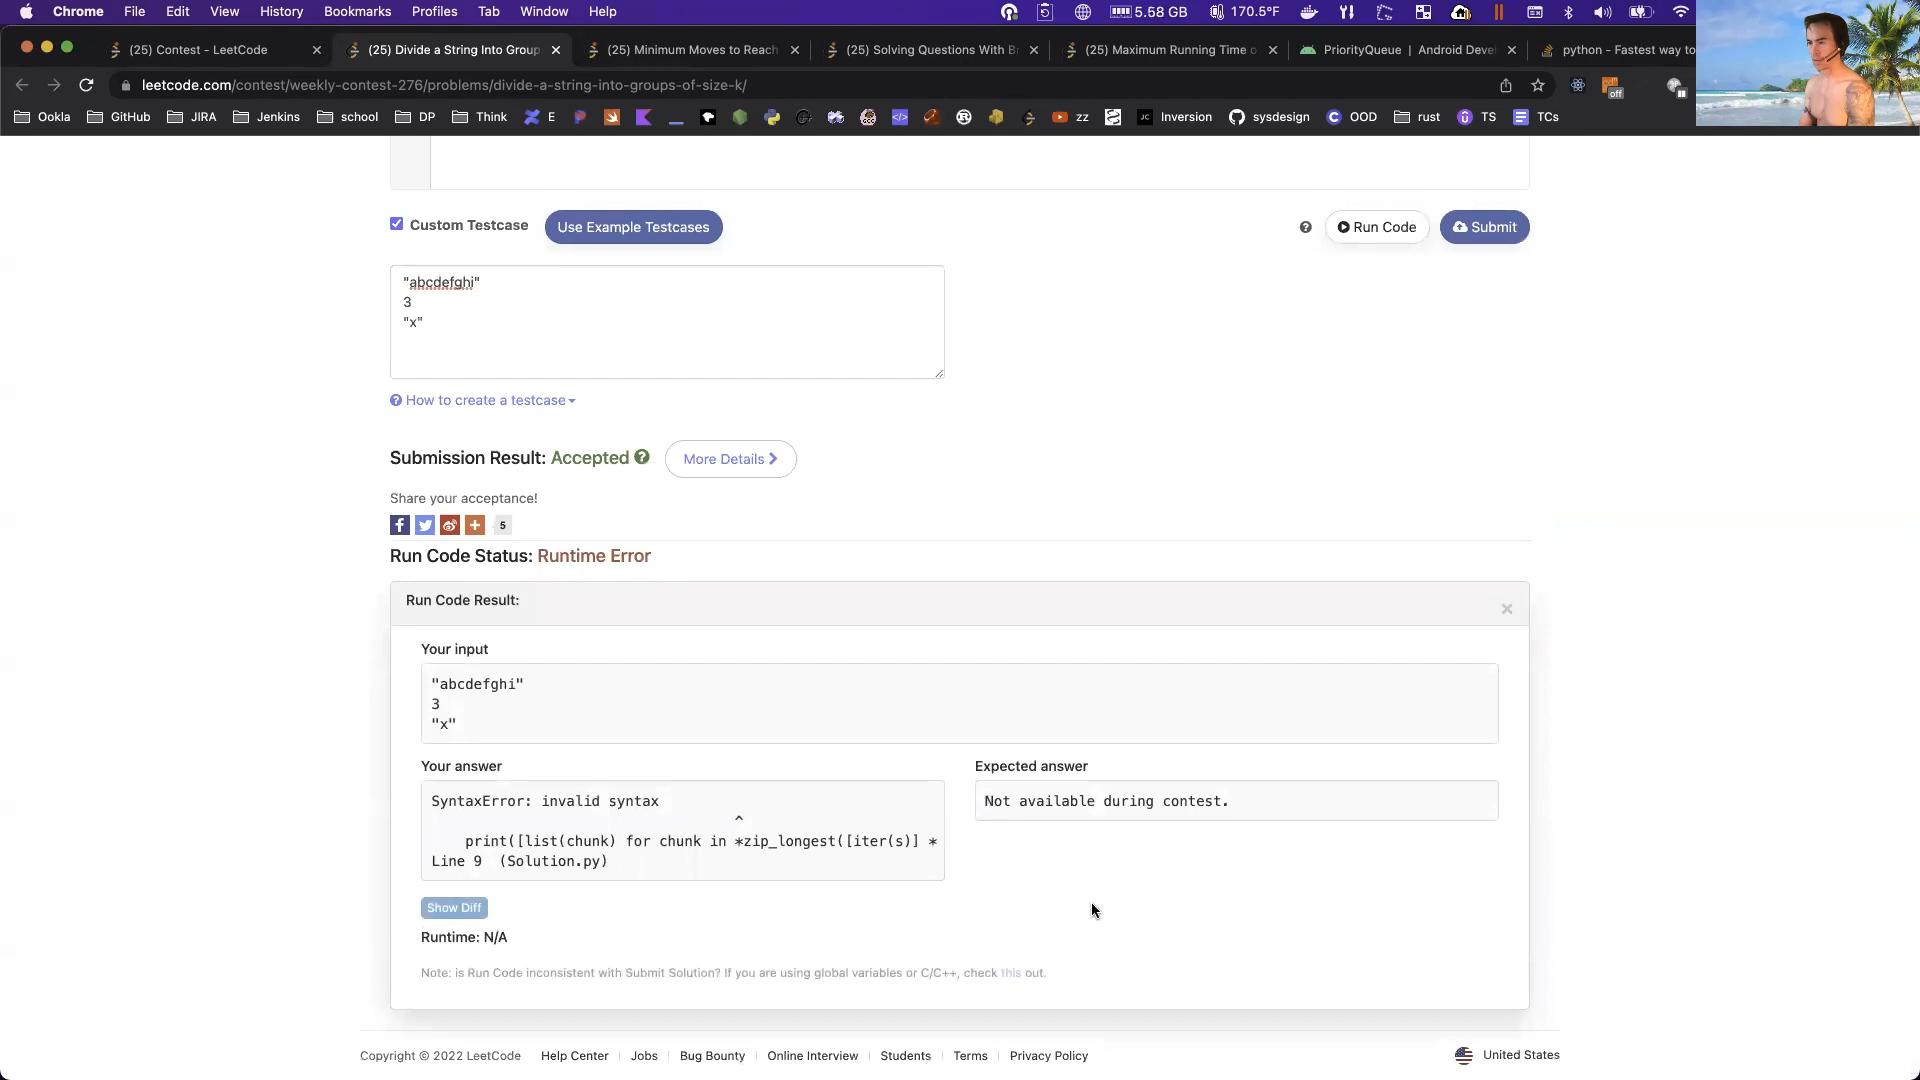 Chrome File Edit View History Bookmarks Profiles Tab Window Help 5.58 GB 170.5°F
(25) Contest - LeetCode (25) Divide a String Into Group (25) Minimum Moves to Reach (25) Solving Questions With Br (25) Maximum Running Time o PriorityQueue | Android Deve python - Fastest way to
leetcode.com/contest/weekly-contest-276/problems/divide-a-string-into-groups-of-size-k/ off
Ookla GitHub JIRA Jenkins school DP Think E zz JC Inversion sysdesign C OOD rust TS TCs
Custom Testcase Use Example Testcases Run Code Submit
"abcdefghi"
3
"x"
How to create a testcase
Submission Result: Accepted More Details
Share your acceptance!
5
Run Code Status: Runtime Error
Run Code Result:
Your input
"abcdefghi"
3
"x"
Your answer Expected answer
SyntaxError: invalid syntax Not available during contest.
^
print([list(chunk) for chunk in *zip_longest([iter(s)] *
Line 9 (Solution.py)
Show Diff
Runtime: N/A
Note: is Run Code inconsistent with Submit Solution? If you are using global variables or C/C++, check this out.
Copyright © 2022 LeetCode Help Center Jobs Bug Bounty Online Interview Students Terms Privacy Policy United States